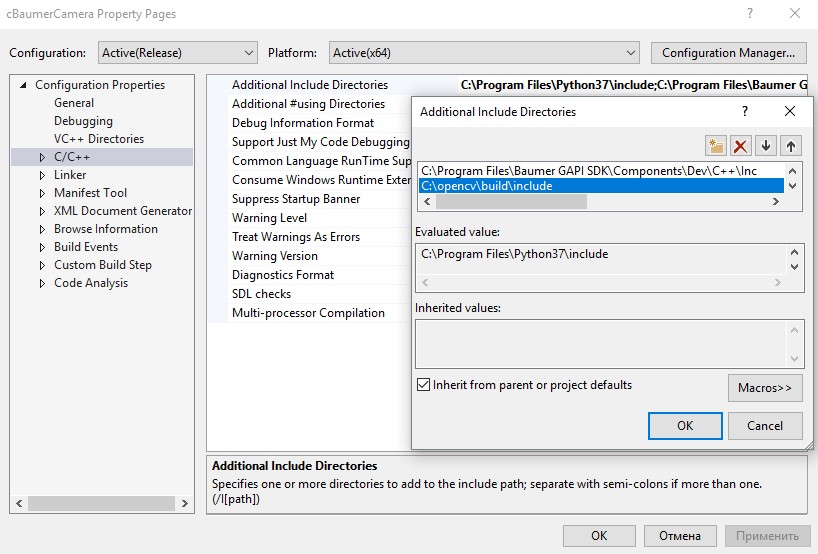 cBaumerCamera Property Pages
Configuration: Active(Release) Platform: Active(x64) Configuration Manager...
Configuration Properties
General
Debugging
VC++ Directories
C/C++
Linker
Manifest Tool
XML Document Generator
Browse Information
Build Events
Custom Build Step
Code Analysis
Additional Include Directories C:\Program Files\Python37\include;C:\Program Files\Baumer G
Additional #using Directories
Debug Information Format
Support Just My Code Debugging
Common Language RunTime Sup
Consume Windows Runtime Exter
Suppress Startup Banner
Warning Level
Treat Warnings As Errors
Warning Version
Diagnostics Format
SDL checks
Multi-processor Compilation
Additional Include Directories
C:\Program Files\Baumer GAPI SDK\Components\Dev\C++\Inc
C:\opencv\build\include
Evaluated value:
C:\Program Files\Python37\include
Inherited values:
Inherit from parent or project defaults
Macros>>
OK Cancel
Additional Include Directories
Specifies one or more directories to add to the include path; separate with semi-colons if more than one.
(/I[path])
OK Отмена Применить